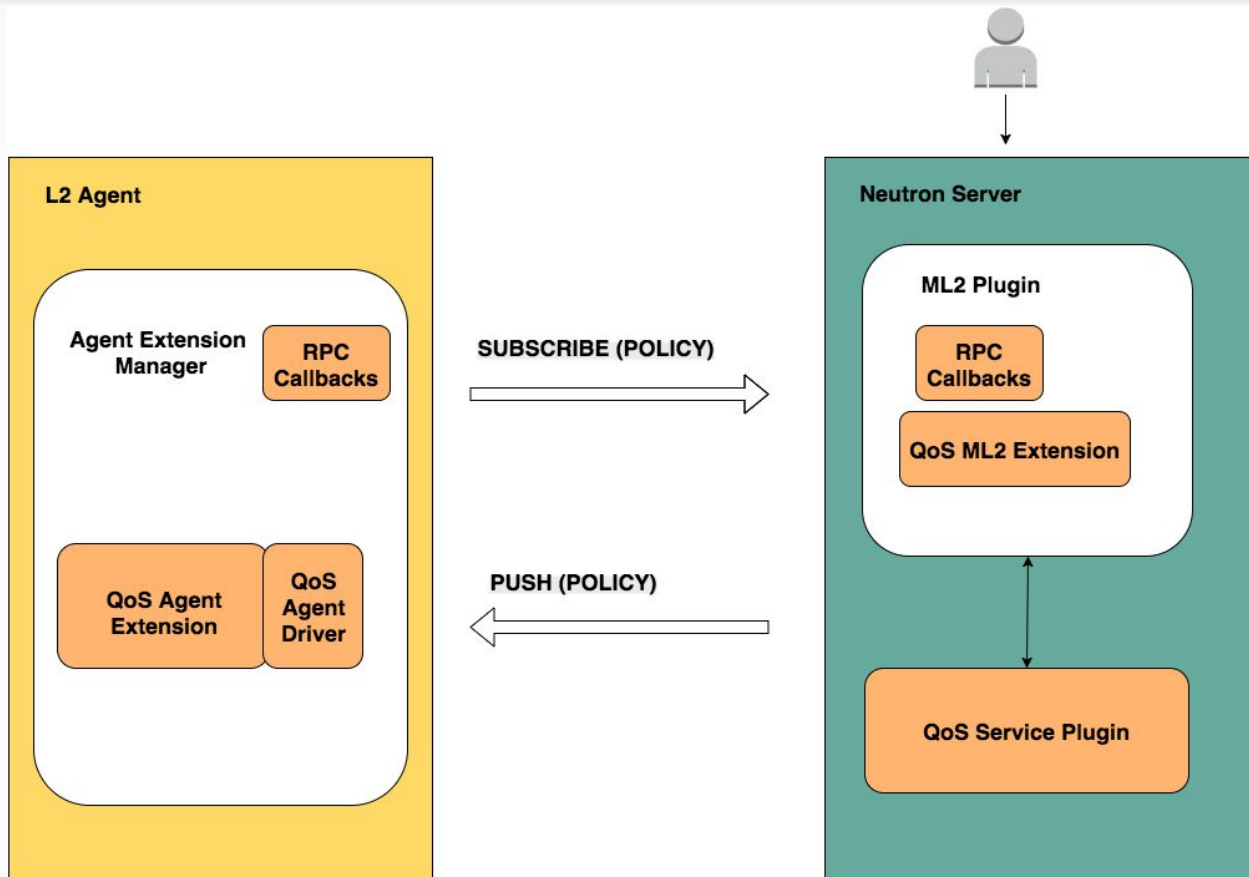 L2 Agent
Agent Extension
Manager
RPC
Callbacks
QoS Agent
Extension
QoS
Agent
Driver
SUBSCRIBE (POLICY)
PUSH (POLICY)
Neutron Server
ML2 Plugin
RPC
Callbacks
QoS ML2 Extension
QoS Service Plugin